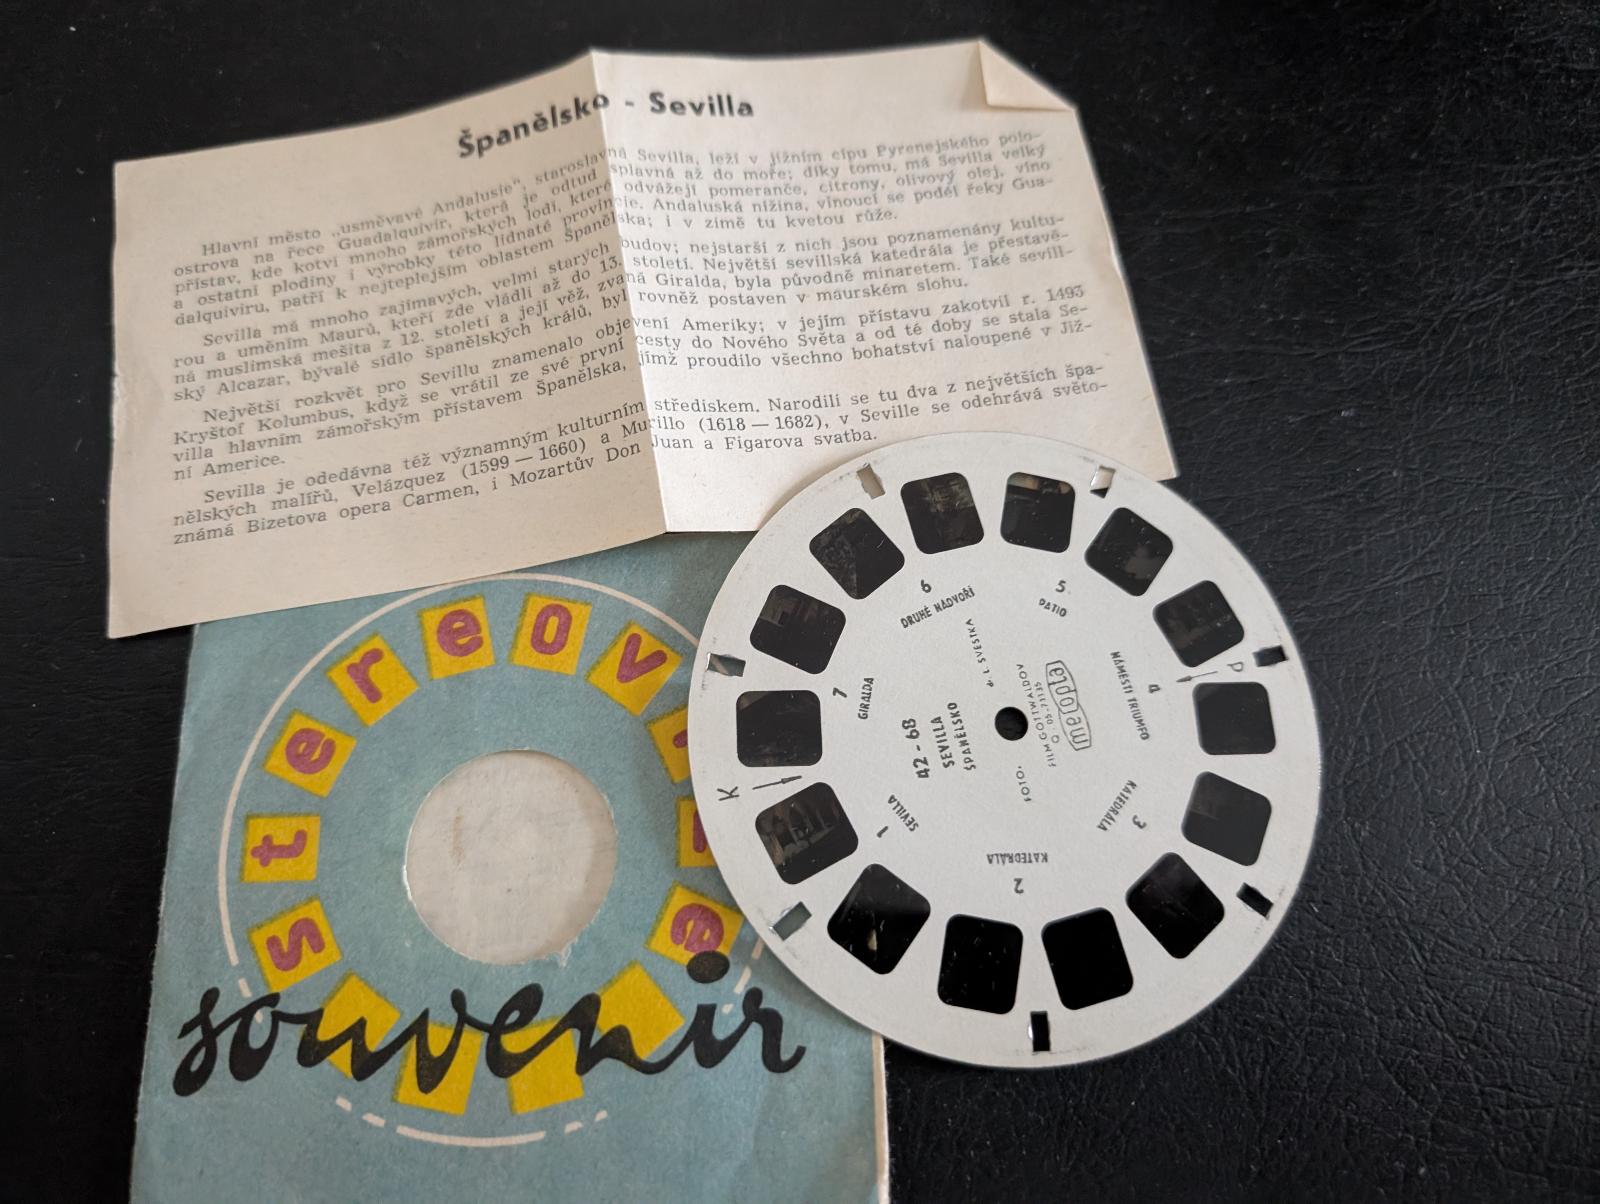 Španělsko - Sevilla
Hlavní město „usměvavé Andalusie“, staroslavná Sevilla, leží v jižním cípu Pyrenejského polo-
ostrova na řece Guadalquivir, která je odtud splavná až do moře; díky tomu, má Sevilla velký
přístav, kde kotví mnoho zámořských lodí, které odvážejí pomeranče, citrony, olivový olej, víno
a ostatní plodiny i výrobky této lidnaté provincie. Andaluská nížina, vinoucí se podél řeky Gua-
dalquiviru, patří k nejteplejším oblastem Španělska; i v zimě tu kvetou růže.
Sevilla má mnoho zajímavých, velmi starých budov; nejstarší z nich jsou poznamenány kultu-
rou a uměním Maurů, kteří zde vládli až do 13. století. Největší sevillská katedrála je přestavě-
ná muslimská mešita z 12. století a její věž, zvaná Giralda, byla původně minaretem. Také sevill-
ský Alcazar, bývalé sídlo španělských králů, byl rovněž postaven v maurském slohu.
Největší rozkvět pro Sevillu znamenalo objevení Ameriky; v jejím přístavu zakotvil r. 1493
Kryštof Kolumbus, když se vrátil ze své první cesty do Nového Světa a od té doby se stala Se-
villa hlavním zámořským přístavem Španělska, jímž proudilo všechno bohatství naloupené v Již-
ní Americe.
Sevilla je odedávna též významným kulturním střediskem. Narodili se tu dva z největších špa-
nělských malířů, Velázquez (1599 — 1660) a Murillo (1618 — 1682), v Seville se odehrává světo-
známá Bizetova opera Carmen, i Mozartův Don Juan a Figarova svatba.
stereov
e
souvenir
6
DRUHÉ NÁDVOŘÍ
5
PATIO
4
NÁMĚSTÍ TRIUMFO
P
3
KATEDRÁLA
2
KATEDRÁLA
1
SEVILLA
K
7
GIRALDA
42-68
SEVILLA
ŠPANĚLSKO
FOTO:
L. ŠVESTKA
meopta
FILM GOTTWALDOV